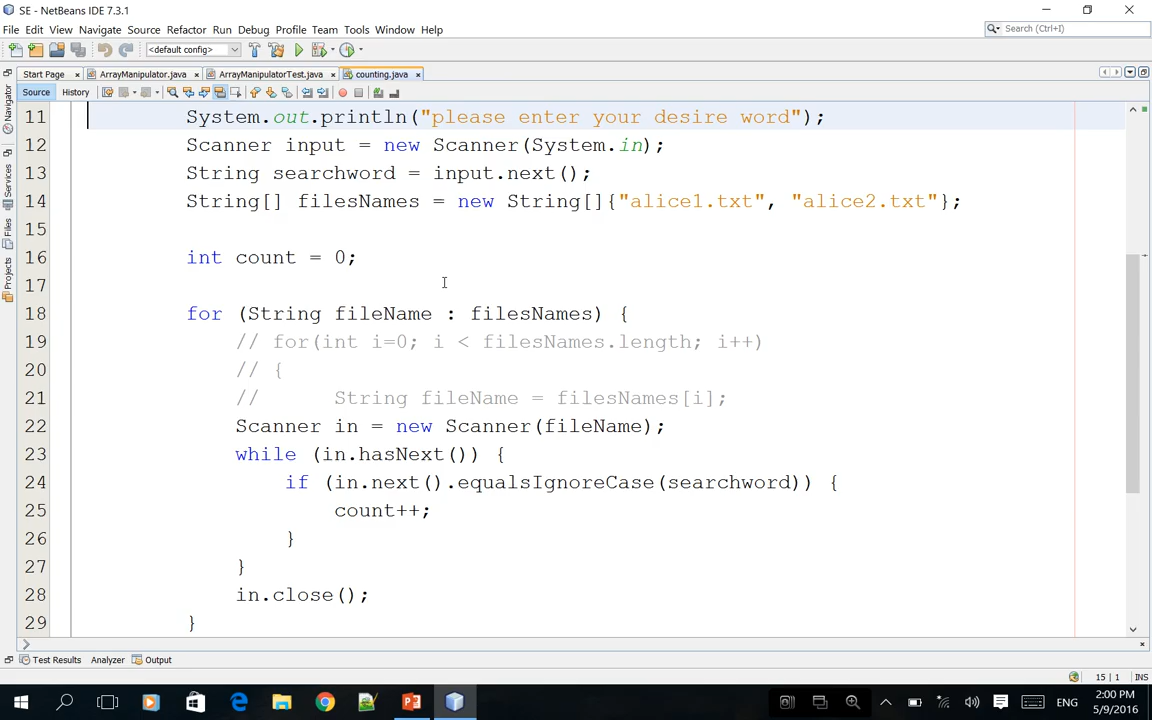 SE - NetBeans IDE 7.3.1
File Edit View Navigate Source Refactor Run Debug Profile Team Tools Window Help
Search (Ctrl+I)
<default config>
Start Page ArrayManipulator.java ArrayManipulatorTest.java counting.java
Source History
Navigator
Services
Files
Projects
11 System.out.println("please enter your desire word");
12 Scanner input = new Scanner(System.in);
13 String searchword = input.next();
14 String[] filesNames = new String[]{"alice1.txt", "alice2.txt"};
15
16 int count = 0;
17
18 for (String fileName : filesNames) {
19 // for(int i=0; i < filesNames.length; i++)
20 // {
21 // String fileName = filesNames[i];
22 Scanner in = new Scanner(fileName);
23 while (in.hasNext()) {
24 if (in.next().equalsIgnoreCase(searchword)) {
25 count++;
26 }
27 }
28 in.close();
29 }
Test Results Analyzer Output
15 | 1 INS
ENG
2:00 PM
5/9/2016